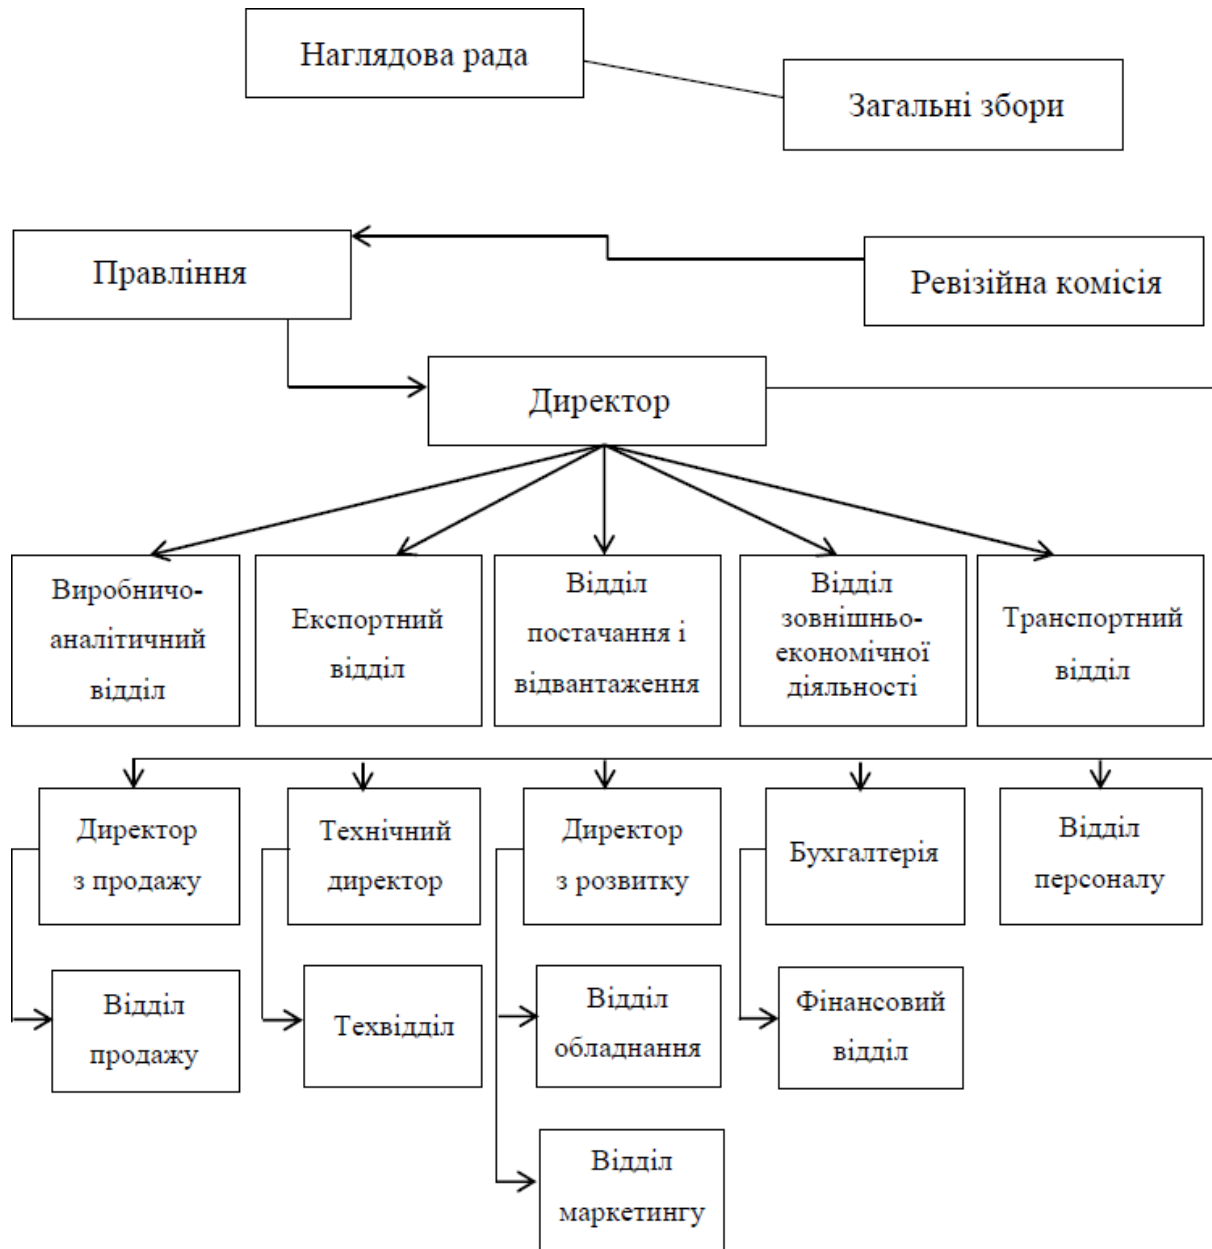 Наглядова рада
Загальні збори
Правління
Ревізійна комісія
Директор
Виробничо-
аналітичний
відділ
Експортний
відділ
Відділ
постачання і
відвантаження
Відділ
зовнішньо-
економічної
діяльності
Транспортний
відділ
Директор
з продажу
Технічний
директор
Директор
з розвитку
Бухгалтерія
Відділ
персоналу
Відділ
продажу
Техвідділ
Відділ
обладнання
Фінансовий
відділ
Відділ
маркетингу